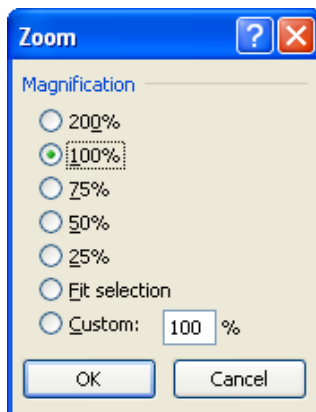 Zoom
Magnification
200%
100%
75%
50%
25%
Fit selection
Custom: 100 %
OK Cancel